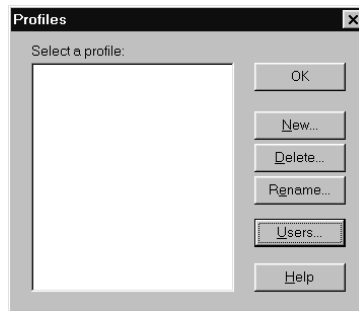 Profiles
Select a profile:
OK
New...
Delete...
Rename...
Users...
Help